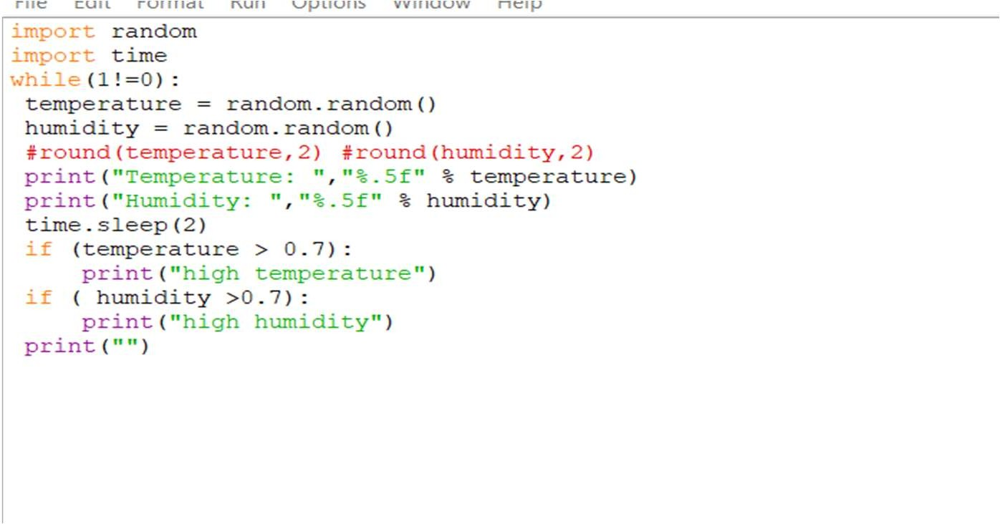 File Edit Format Run Options Window Help
import random
import time
while(1!=0):
 temperature = random.random()
 humidity = random.random()
 #round(temperature,2) #round(humidity,2)
 print("Temperature: ","%.5f" % temperature)
 print("Humidity: ","%.5f" % humidity)
 time.sleep(2)
 if (temperature > 0.7):
     print("high temperature")
 if ( humidity >0.7):
     print("high humidity")
 print("")